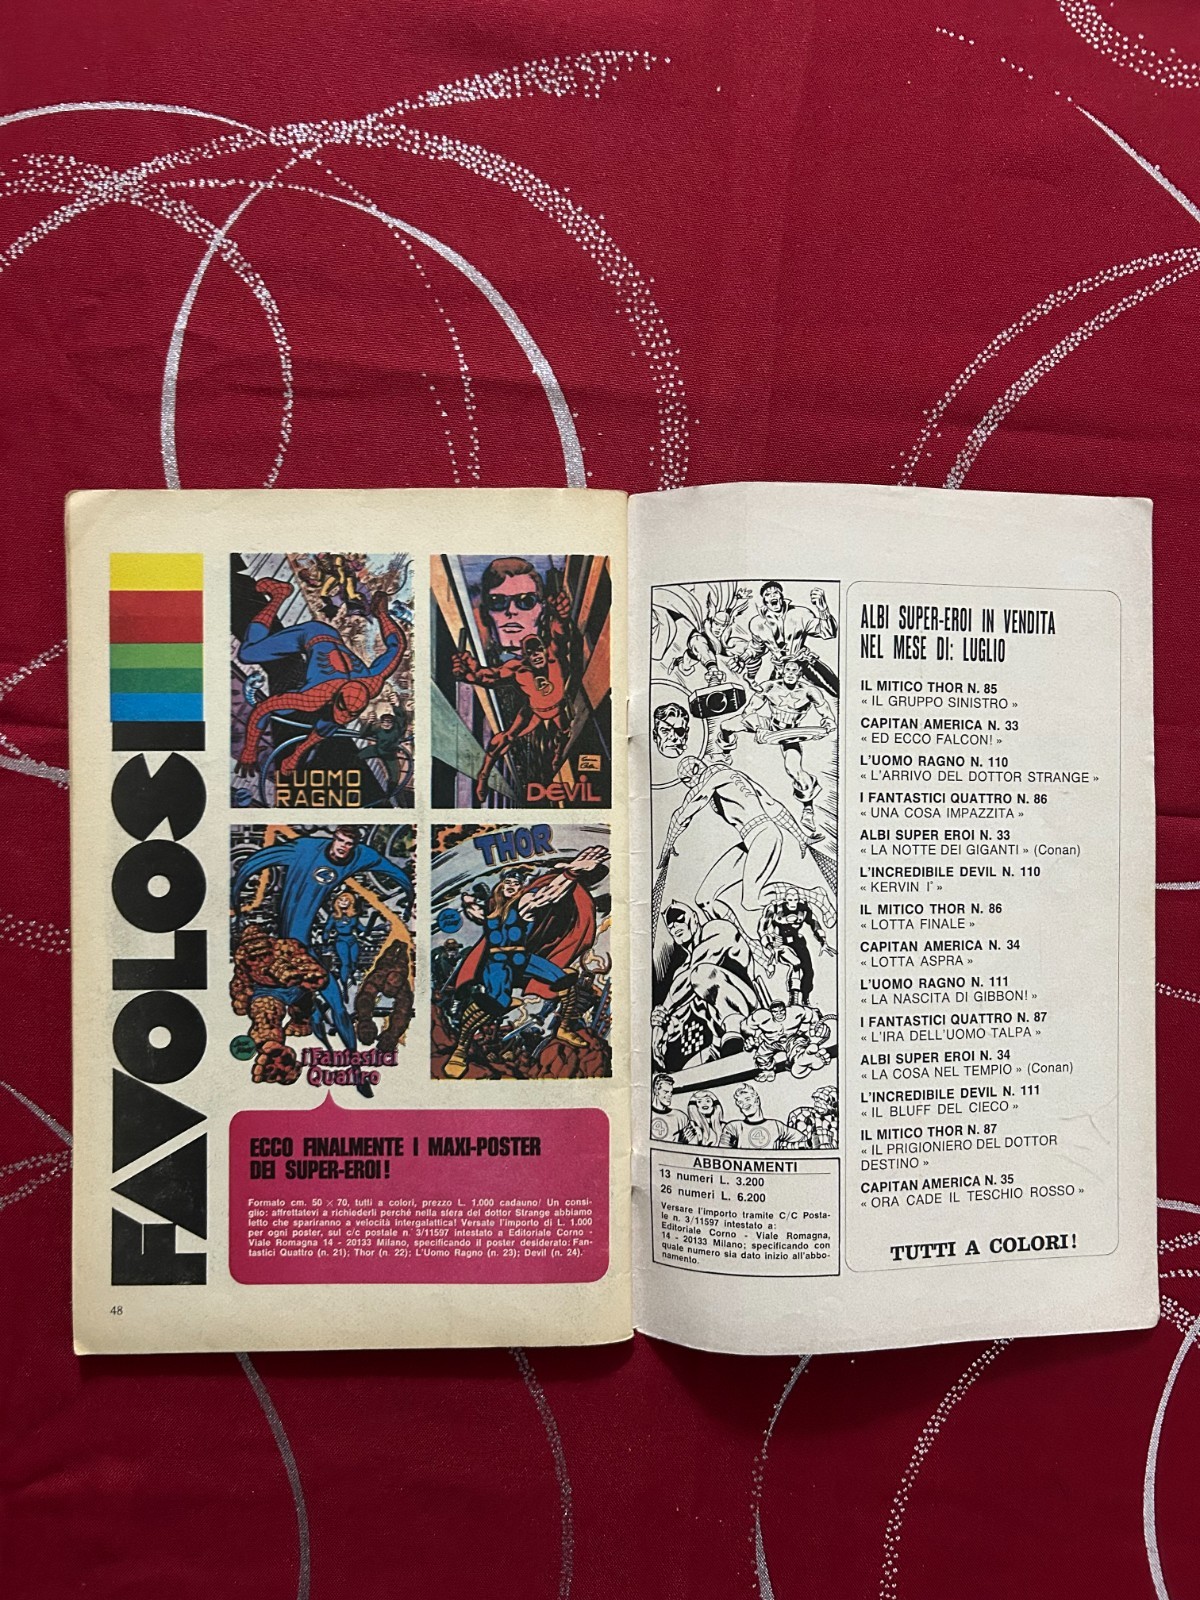 FAVOLOSI
L'UOMO
RAGNO
DEVIL
i Fantastici
Quattro
THOR
ECCO FINALMENTE I MAXI-POSTER
DEI SUPER-EROI!
Formato cm. 50 × 70, tutti a colori, prezzo L. 1.000 cadauno! Un consi-
glio: affrettatevi a richiederli perché nella sfera del dottor Strange abbiamo
letto che spariranno a velocità intergalattica! Versate l'importo di L. 1.000
per ogni poster, sul c/c postale n. 3/11597 intestato a Editoriale Corno -
Viale Romagna 14 - 20133 Milano, specificando il poster desiderato: Fan-
tastici Quattro (n. 21); Thor (n. 22); L'Uomo Ragno (n. 23); Devil (n. 24).
48
4
4
ABBONAMENTI
13 numeri L. 3.200
26 numeri L. 6.200
Versare l'importo tramite C/C Posta-
le n. 3/11597 intestato a:
Editoriale Corno - Viale Romagna,
14 - 20133 Milano; specificando con
quale numero sia dato inizio all'abbo-
namento.
ALBI SUPER-EROI IN VENDITA
NEL MESE DI: LUGLIO
IL MITICO THOR N. 85
« IL GRUPPO SINISTRO »
CAPITAN AMERICA N. 33
« ED ECCO FALCON! »
L'UOMO RAGNO N. 110
« L'ARRIVO DEL DOTTOR STRANGE »
I FANTASTICI QUATTRO N. 86
« UNA COSA IMPAZZITA »
ALBI SUPER EROI N. 33
« LA NOTTE DEI GIGANTI » (Conan)
L'INCREDIBILE DEVIL N. 110
« KERVIN I° »
IL MITICO THOR N. 86
« LOTTA FINALE »
CAPITAN AMERICA N. 34
« LOTTA ASPRA »
L'UOMO RAGNO N. 111
« LA NASCITA DI GIBBON! »
I FANTASTICI QUATTRO N. 87
« L'IRA DELL'UOMO TALPA »
ALBI SUPER EROI N. 34
« LA COSA NEL TEMPIO » (Conan)
L'INCREDIBILE DEVIL N. 111
« IL BLUFF DEL CIECO »
IL MITICO THOR N. 87
« IL PRIGIONIERO DEL DOTTOR
DESTINO »
CAPITAN AMERICA N. 35
« ORA CADE IL TESCHIO ROSSO »
TUTTI A COLORI!